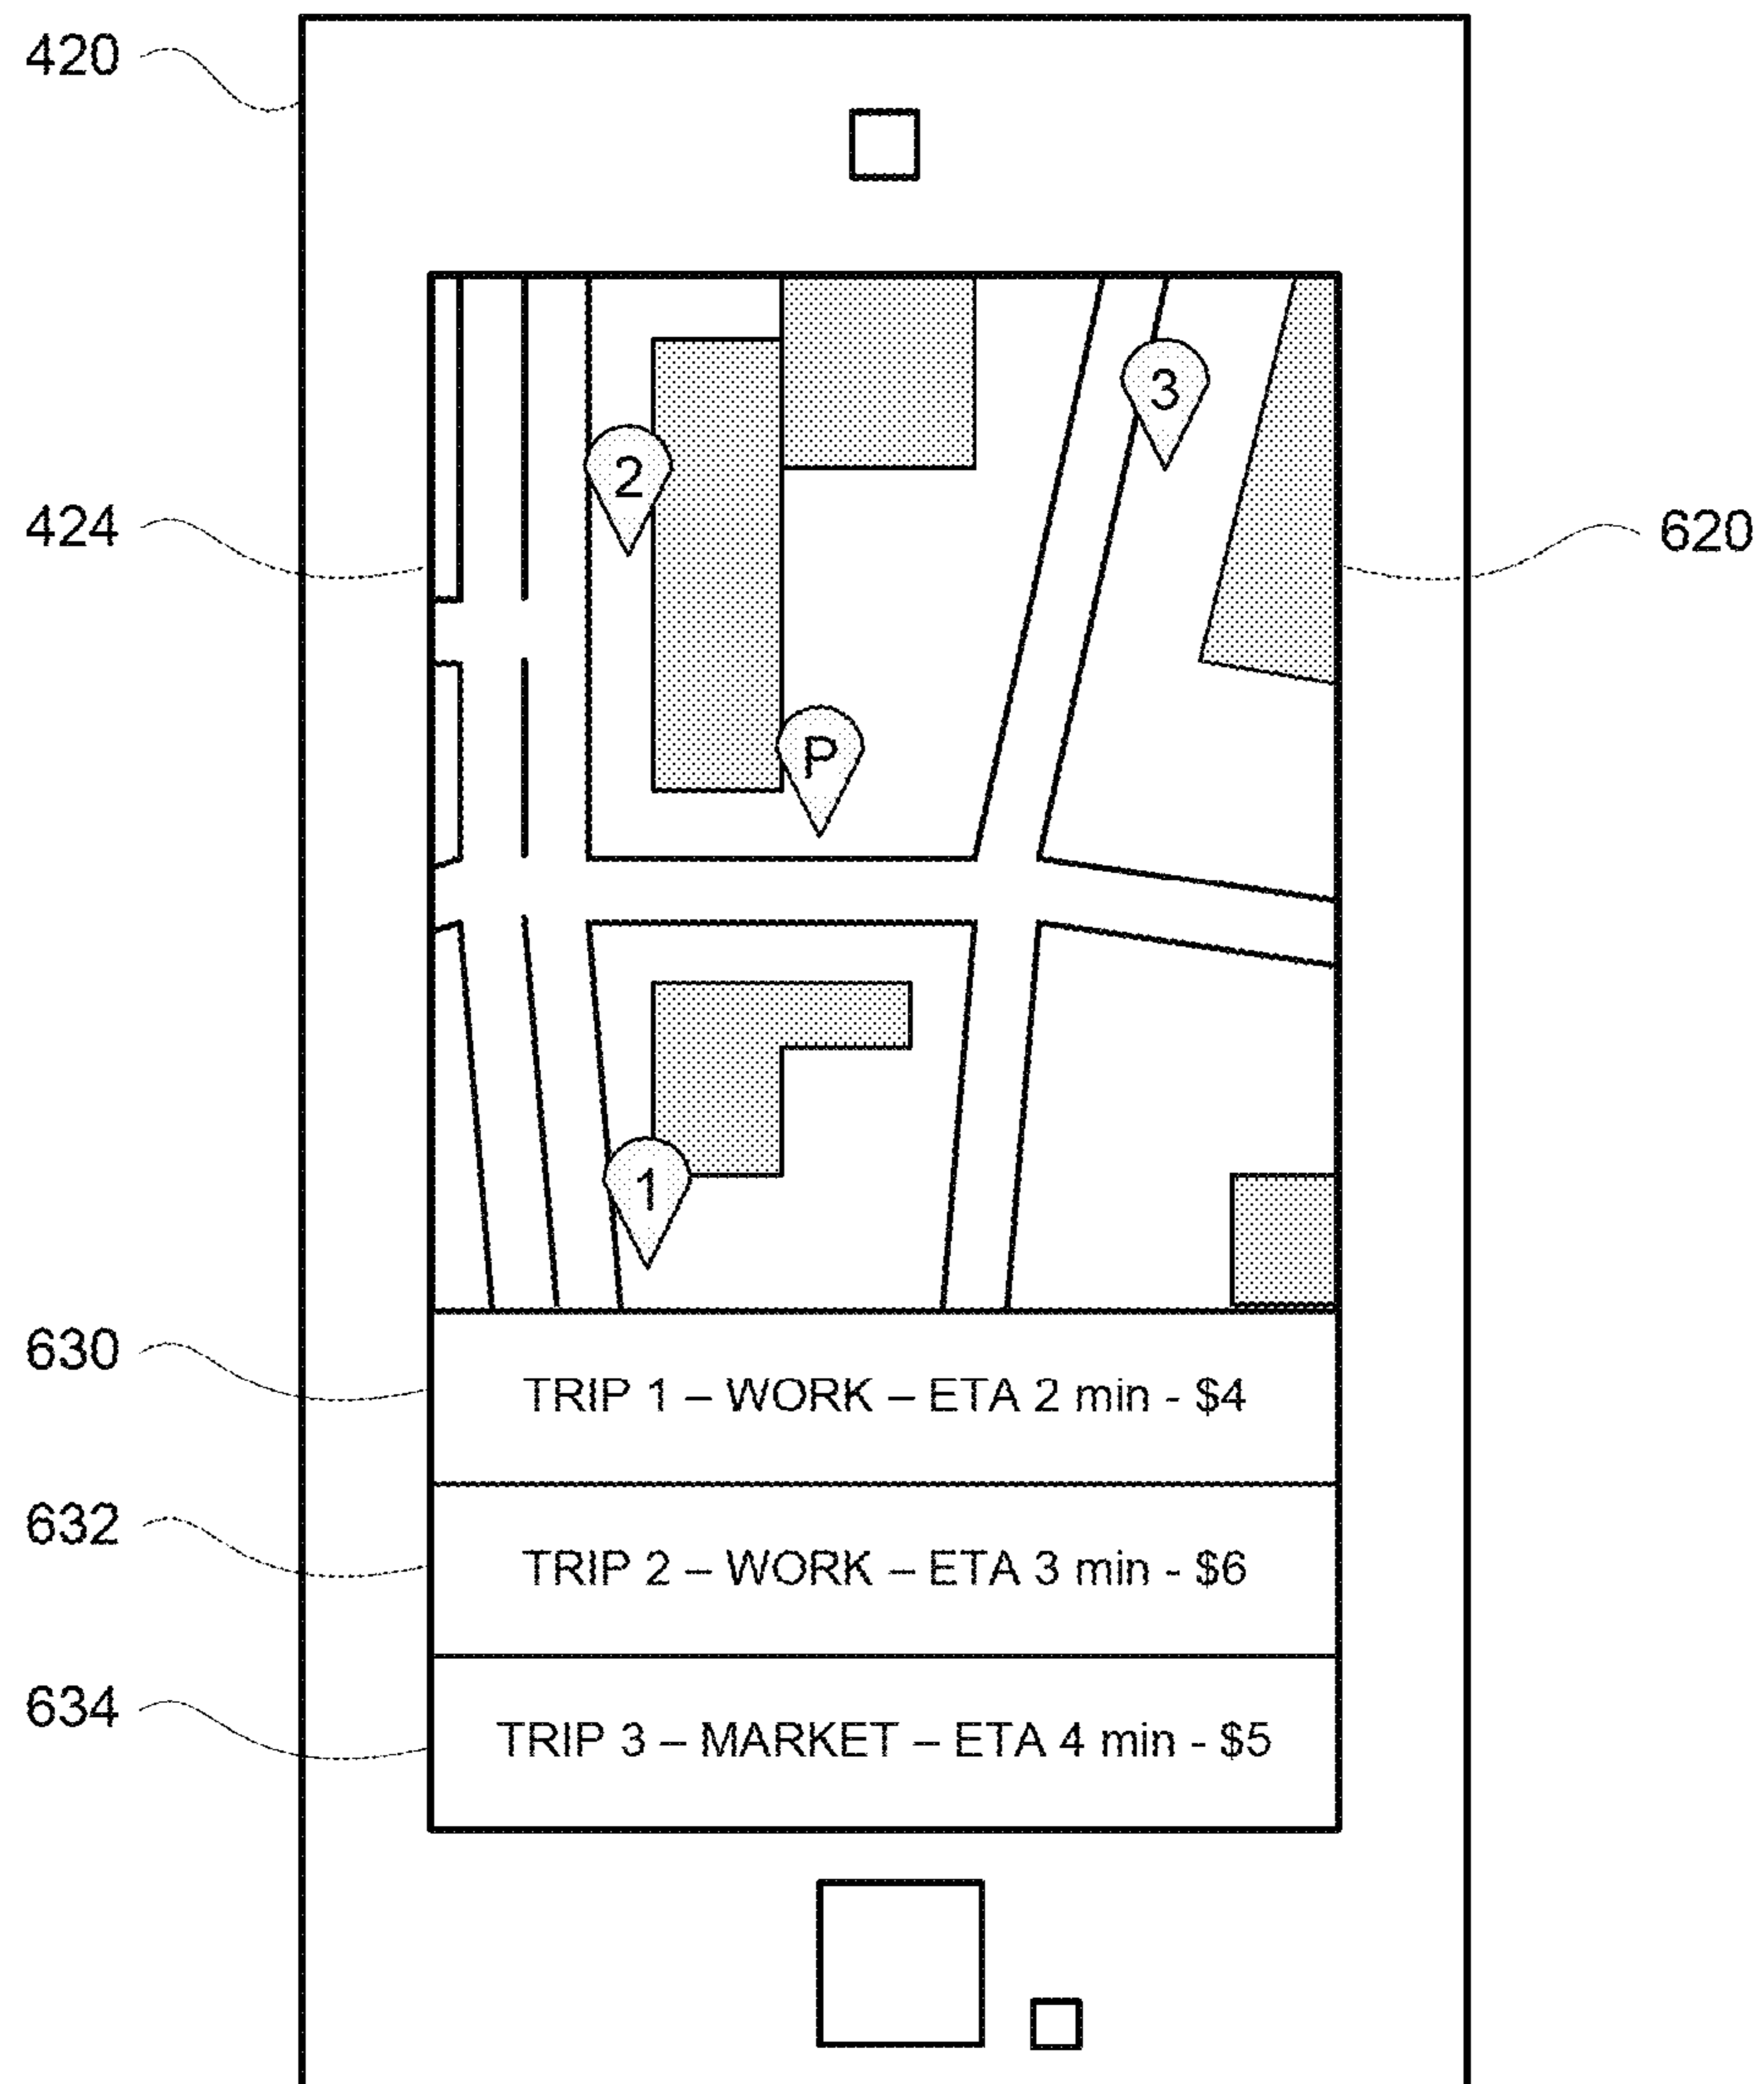 420
3
2
424
620
P
1
630
TRIP 1 – WORK – ETA 2 min - $4
632
TRIP 2 – WORK – ETA 3 min - $6
634
TRIP 3 – MARKET – ETA 4 min - $5